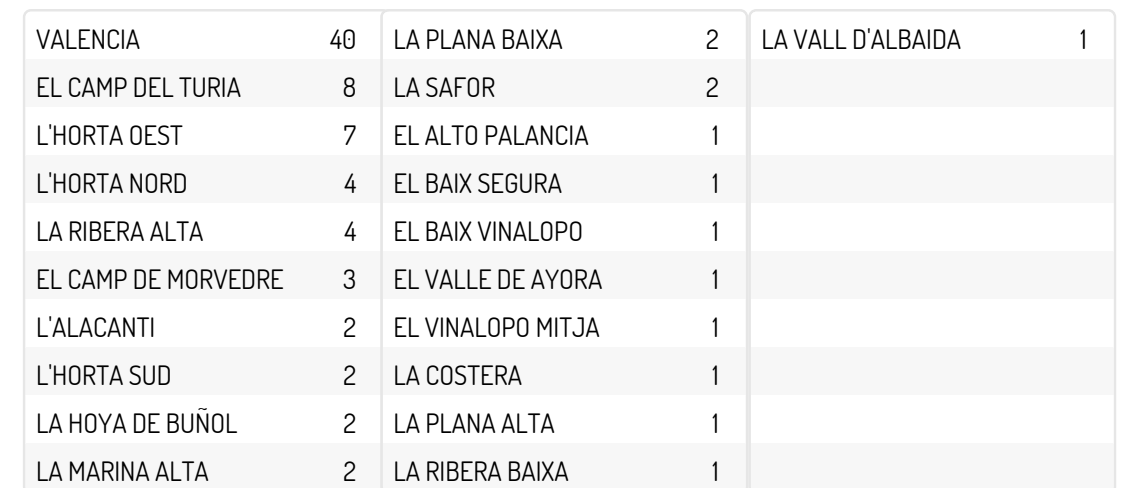 VALENCIA 40
EL CAMP DEL TURIA 8
L'HORTA OEST 7
L'HORTA NORD 4
LA RIBERA ALTA 4
EL CAMP DE MORVEDRE 3
L'ALACANTI 2
L'HORTA SUD 2
LA HOYA DE BUÑOL 2
LA MARINA ALTA 2
LA PLANA BAIXA 2
LA SAFOR 2
EL ALTO PALANCIA 1
EL BAIX SEGURA 1
EL BAIX VINALOPO 1
EL VALLE DE AYORA 1
EL VINALOPO MITJA 1
LA COSTERA 1
LA PLANA ALTA 1
LA RIBERA BAIXA 1
LA VALL D'ALBAIDA 1